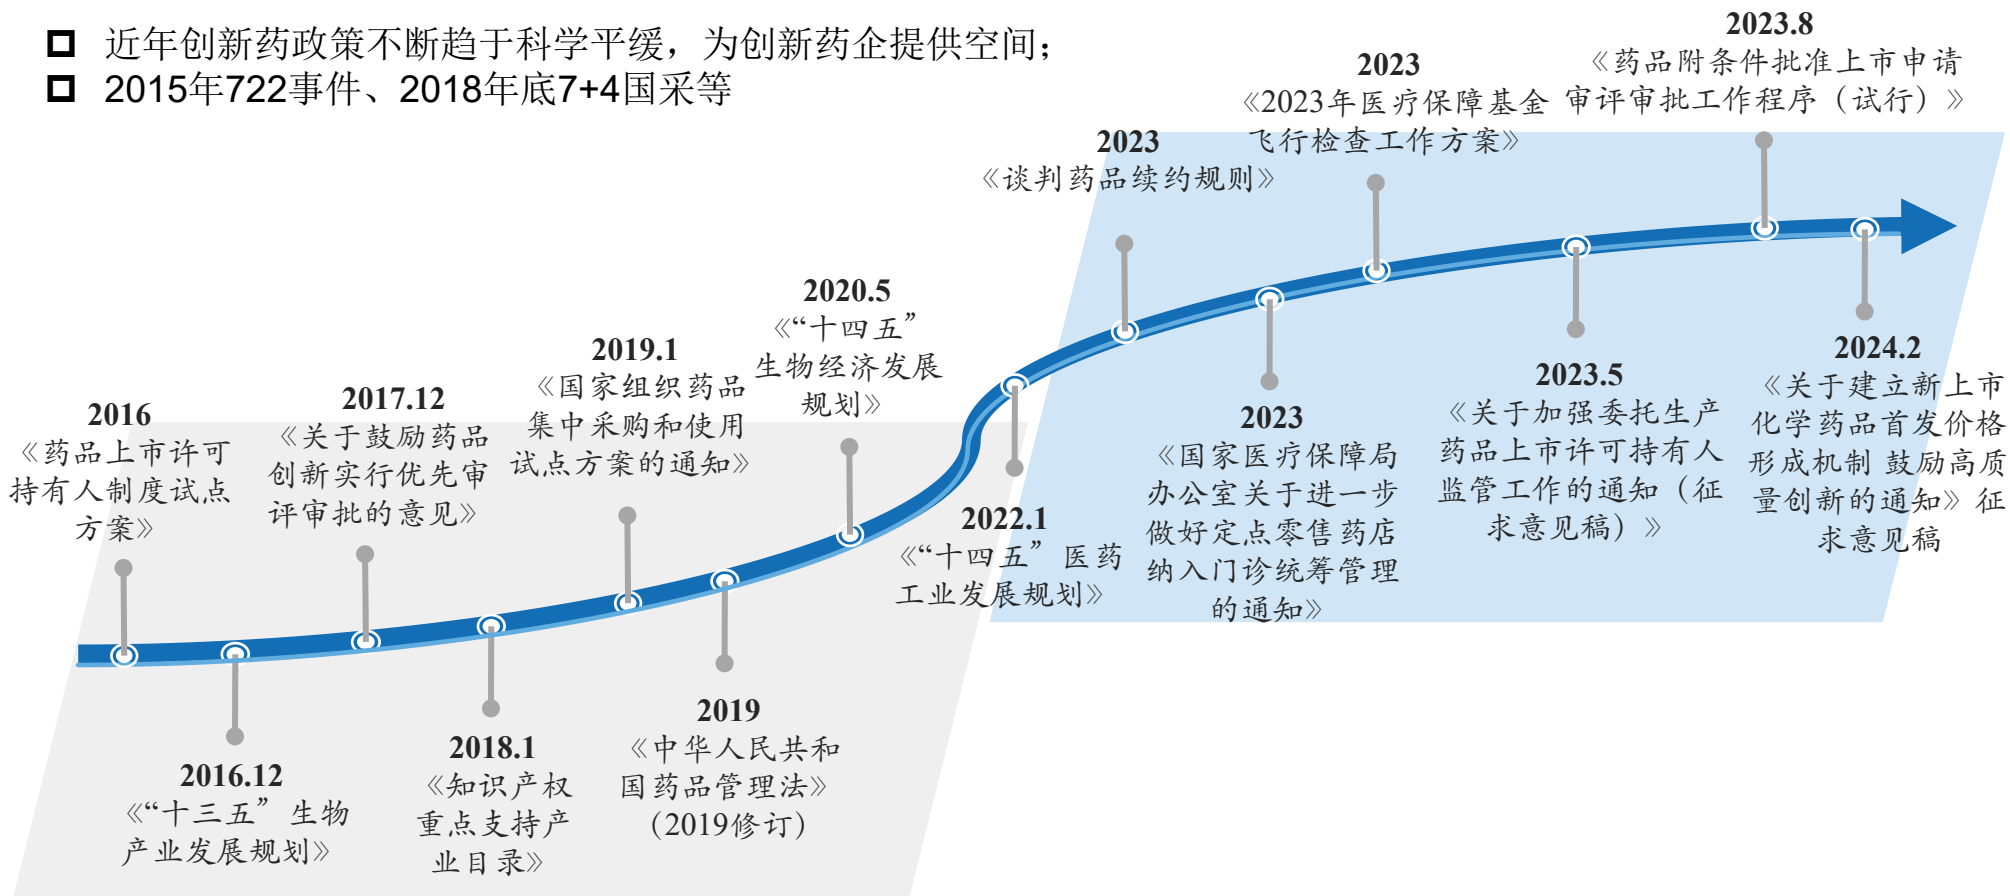 近年创新药政策不断趋于科学平缓，为创新药企提供空间；
2015年722事件、2018年底7+4国采等
2016
《药品上市许可
持有人制度试点
方案》
2016.12
《“十三五”生物
产业发展规划》
2017.12
《关于鼓励药品
创新实行优先审
评审批的意见》
2018.1
《知识产权
重点支持产
业目录》
2019.1
《国家组织药品
集中采购和使用
试点方案的通知》
2019
《中华人民共和
国药品管理法》
（2019修订）
2020.5
《“十四五”
生物经济发展
规划》
2022.1
《“十四五”医药
工业发展规划》
2023
《谈判药品续约规则》
2023
《国家医疗保障局
办公室关于进一步
做好定点零售药店
纳入门诊统筹管理
的通知》
2023
《2023年医疗保障基金
飞行检查工作方案》
2023.5
《关于加强委托生产
药品上市许可持有人
监管工作的通知（征
求意见稿）》
2023.8
《药品附条件批准上市申请
审评审批工作程序（试行）》
2024.2
《关于建立新上市
化学药品首发价格
形成机制 鼓励高质
量创新的通知》征
求意见稿